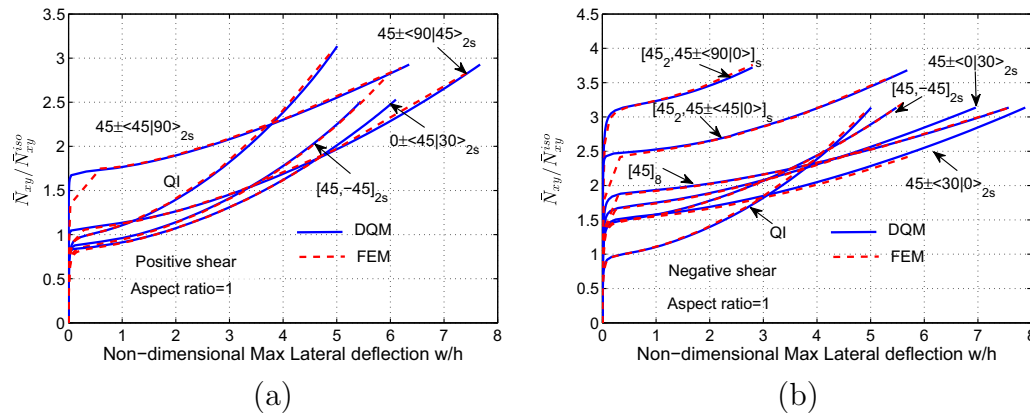 3.5
3
2.5
2
1.5
1
0.5
0
N̄xy/N̄xy^iso
45±<90|45>2s
45±<45|90>2s
0±<45|30>2s
QI
[45,−45]2s
DQM
FEM
Positive shear
Aspect ratio=1
0 1 2 3 4 5 6 7 8
Non−dimensional Max Lateral deflection w/h
(a)
4.5
4
3.5
3
2.5
2
1.5
1
0.5
0
N̄xy/N̄xy^iso
[452,45±<90|0>]s
45±<0|30>2s
[45,−45]2s
[452,45±<45|0>]s
[45]8
45±<30|0>2s
QI
DQM
FEM
Negative shear
Aspect ratio=1
0 1 2 3 4 5 6 7 8
Non−dimensional Max Lateral deflection w/h
(b)